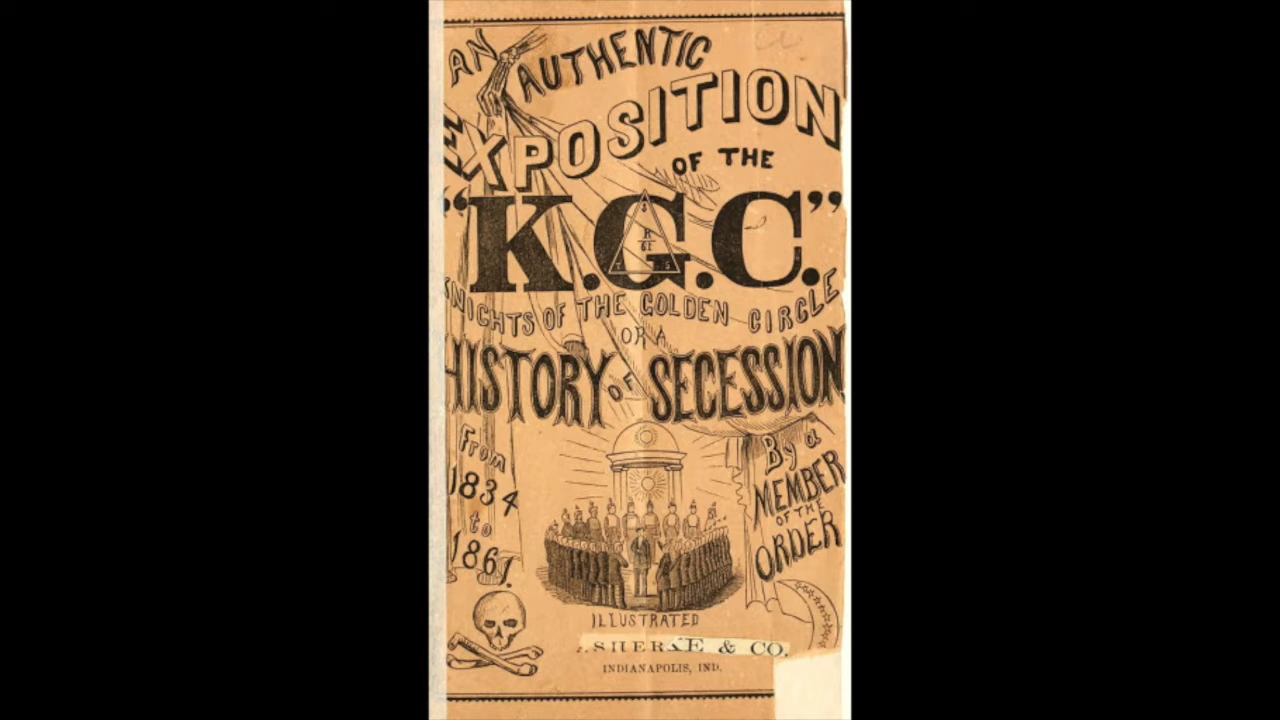 AN AUTHENTIC
EXPOSITION
OF THE
“K.G.C.”
R
61
T S
KNIGHTS OF THE GOLDEN CIRCLE
OR A
HISTORY OF SECESSION
From
1834
to
1861.
By a
MEMBER
OF THE
ORDER
ILLUSTRATED
& CO.
INDIANAPOLIS, IND.